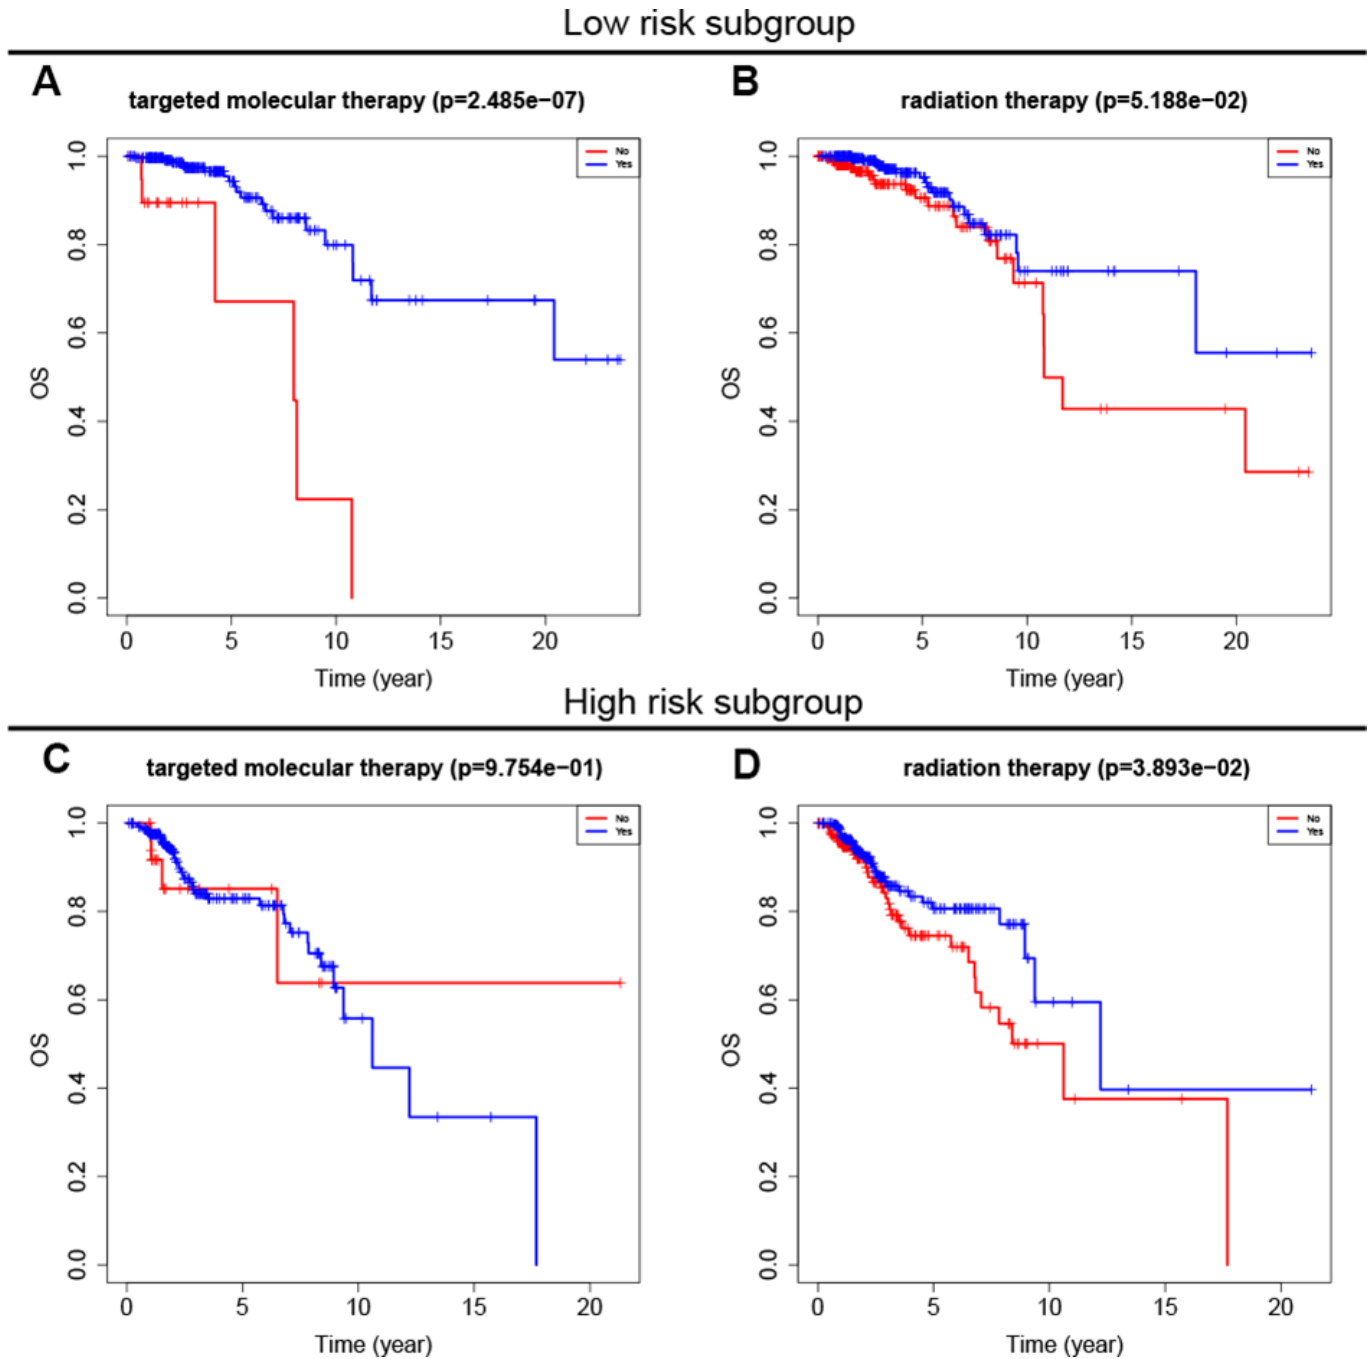 Low risk subgroup
A
targeted molecular therapy (p=2.485e−07)
No
Yes
OS
1.0
0.8
0.6
0.4
0.2
0.0
0 5 10 15 20
Time (year)
B
radiation therapy (p=5.188e−02)
No
Yes
OS
1.0
0.8
0.6
0.4
0.2
0.0
0 5 10 15 20
Time (year)
High risk subgroup
C
targeted molecular therapy (p=9.754e−01)
No
Yes
OS
1.0
0.8
0.6
0.4
0.2
0.0
0 5 10 15 20
Time (year)
D
radiation therapy (p=3.893e−02)
No
Yes
OS
1.0
0.8
0.6
0.4
0.2
0.0
0 5 10 15 20
Time (year)